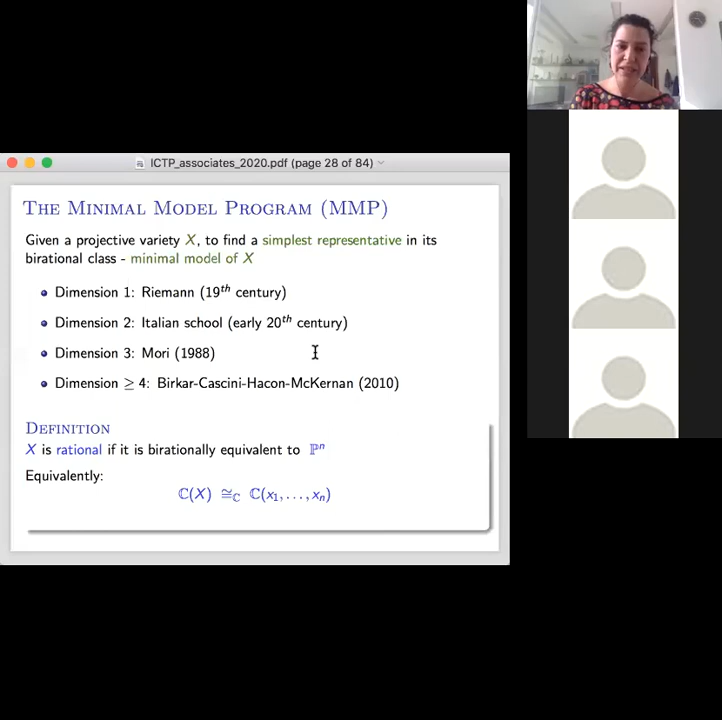 ICTP_associates_2020.pdf (page 28 of 84)
THE MINIMAL MODEL PROGRAM (MMP)
Given a projective variety X, to find a simplest representative in its
birational class - minimal model of X
Dimension 1: Riemann (19th century)
Dimension 2: Italian school (early 20th century)
Dimension 3: Mori (1988)
Dimension ≥ 4: Birkar-Cascini-Hacon-McKernan (2010)
DEFINITION
X is rational if it is birationally equivalent to ℙⁿ
Equivalently:
ℂ(X) ≅_ℂ ℂ(x₁, …, xₙ)